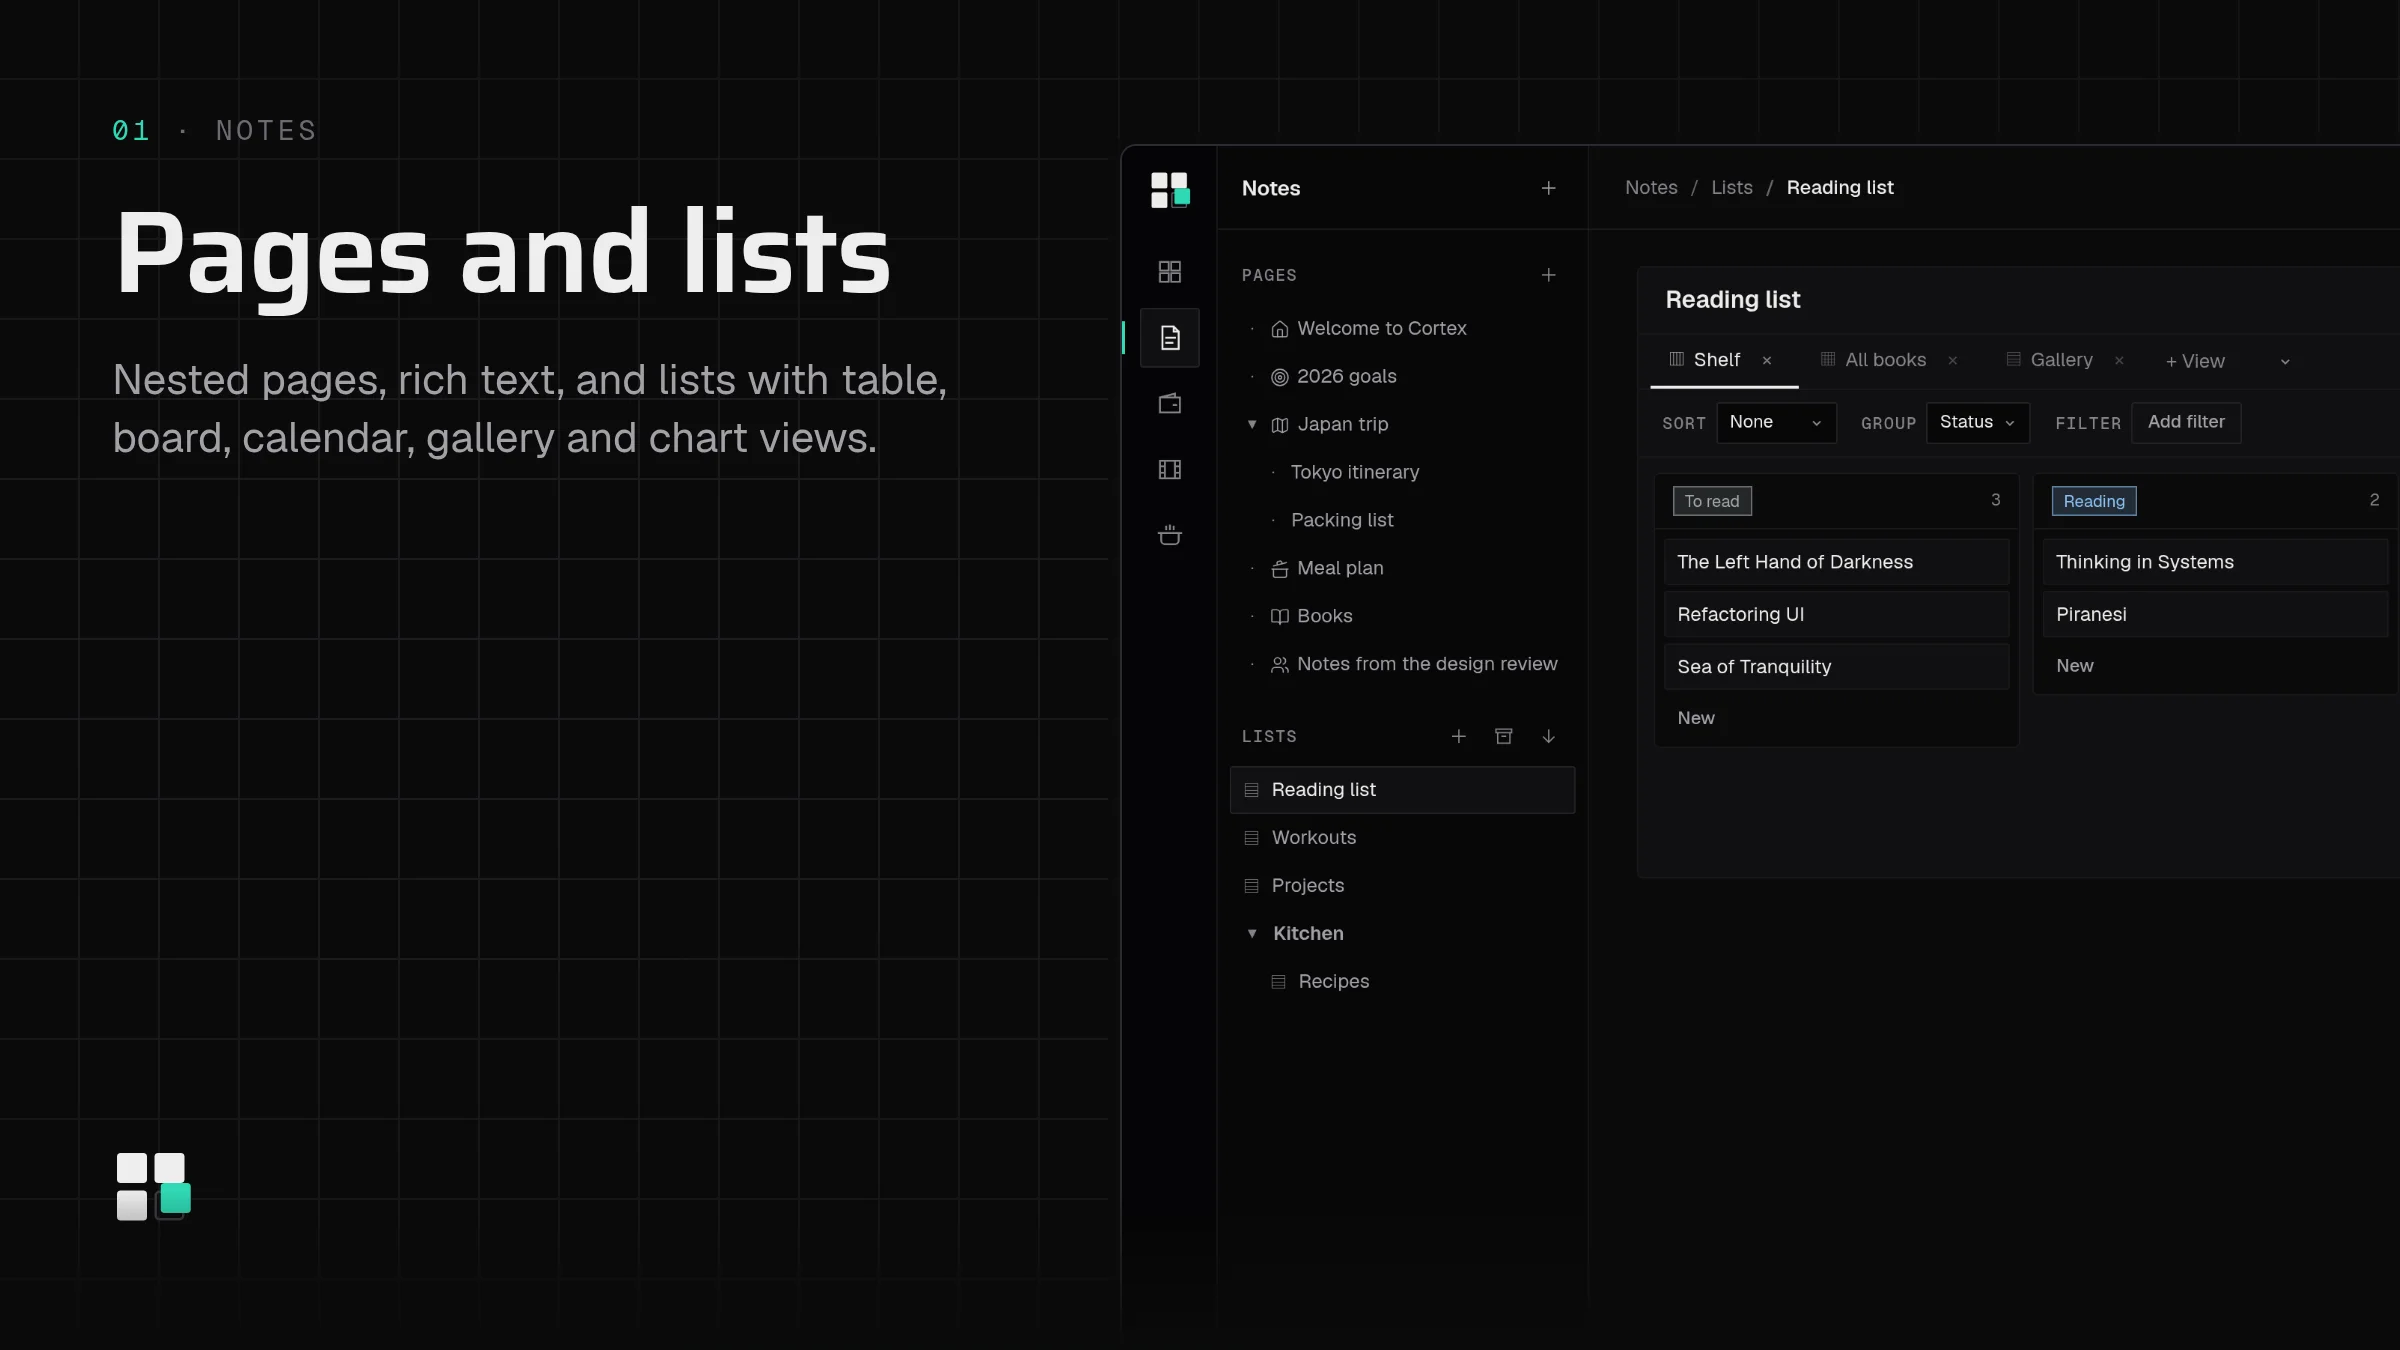 01 · NOTES
Pages and lists
Nested pages, rich text, and lists with table,
board, calendar, gallery and chart views.
Notes
PAGES
Welcome to Cortex
2026 goals
Japan trip
Tokyo itinerary
Packing list
Meal plan
Books
Notes from the design review
LISTS
Reading list
Workouts
Projects
Kitchen
Recipes
Notes / Lists / Reading list
Reading list
Shelf × All books × Gallery × + View
SORT None GROUP Status FILTER Add filter
To read 3
The Left Hand of Darkness
Refactoring UI
Sea of Tranquility
New
Reading 2
Thinking in Systems
Piranesi
New